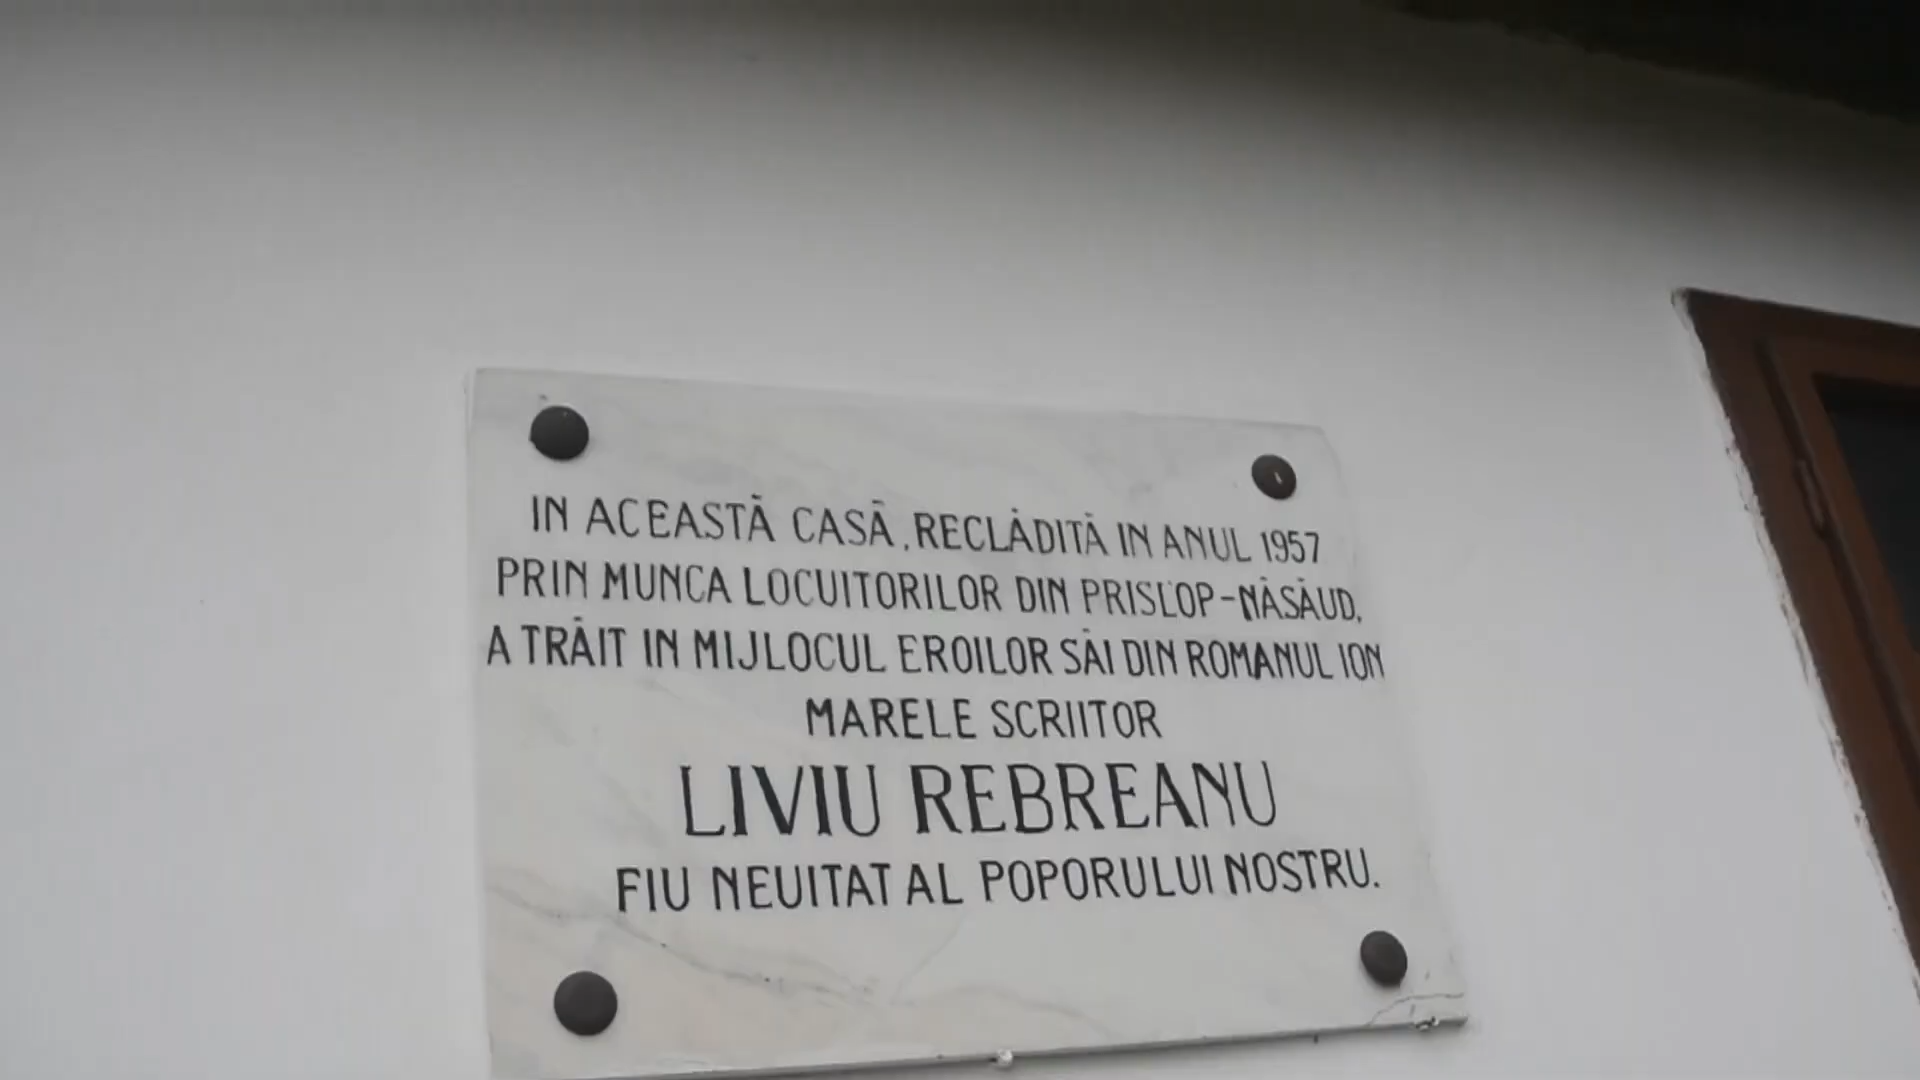 IN ACEASTĂ CASĂ, RECLĂDITĂ IN ANUL 1957
PRIN MUNCA LOCUITORILOR DIN PRISLOP-NĂSĂUD,
A TRĂIT IN MIJLOCUL EROILOR SĂI DIN ROMANUL ION
MARELE SCRIITOR
LIVIU REBREANU
FIU NEUITAT AL POPORULUI NOSTRU.